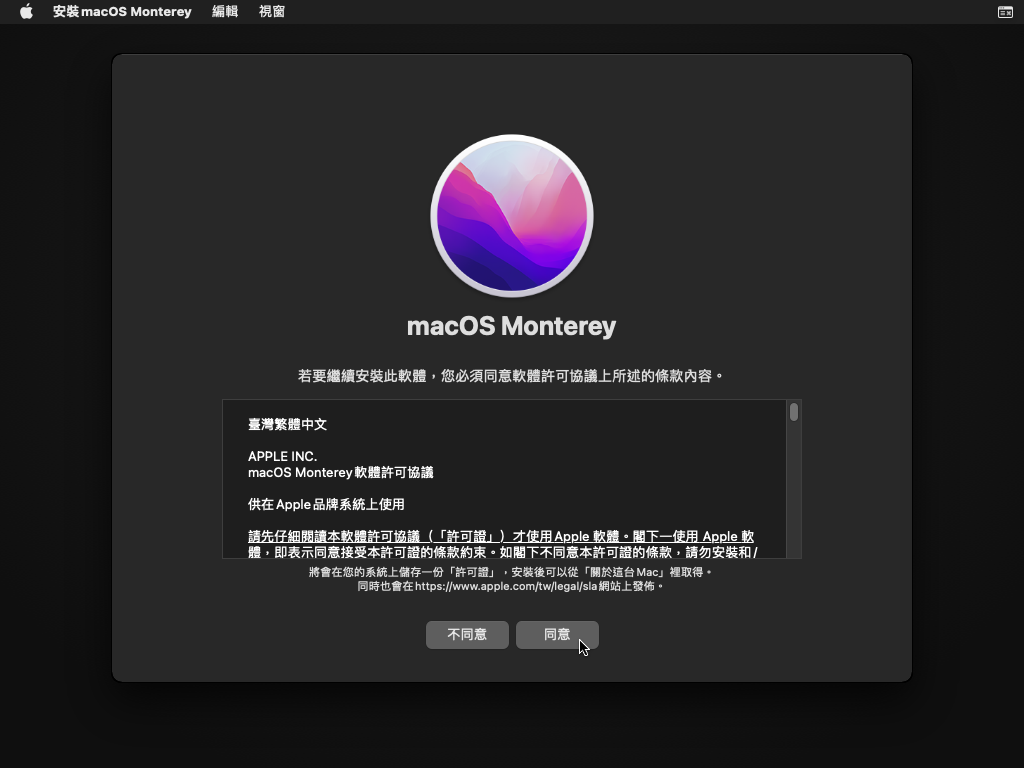 安裝 macOS Monterey 編輯 視窗
macOS Monterey
若要繼續安裝此軟體，您必須同意軟體許可協議上所述的條款內容。
臺灣繁體中文
APPLE INC.
macOS Monterey 軟體許可協議
供在 Apple 品牌系統上使用
請先仔細閱讀本軟體許可協議（「許可證」）才使用 Apple 軟體。閣下一使用 Apple 軟
體，即表示同意接受本許可證的條款約束。如閣下不同意本許可證的條款，請勿安裝和/
將會在您的系統上儲存一份「許可證」，安裝後可以從「關於這台 Mac」裡取得。
同時也會在 https://www.apple.com/tw/legal/sla 網站上發佈。
不同意 同意